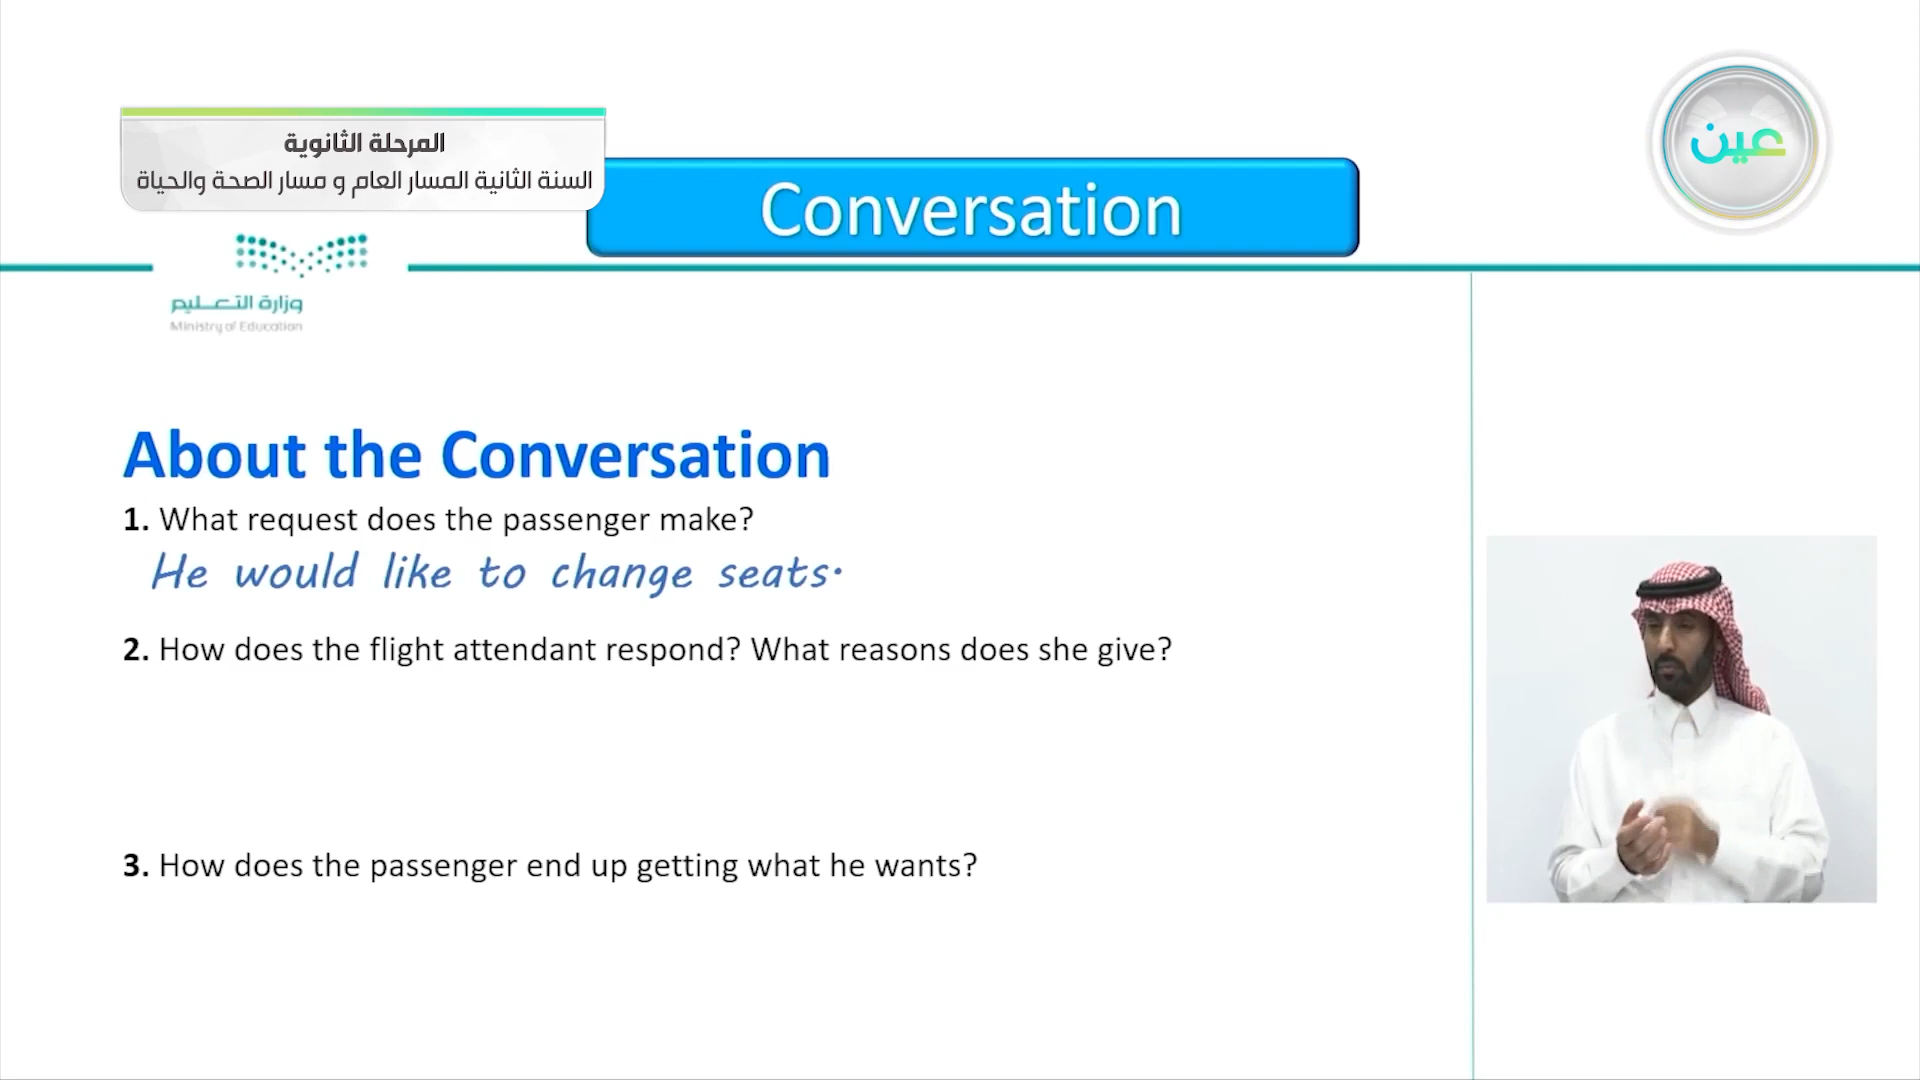 المرحلة الثانوية
السنة الثانية المسار العام و مسار الصحة والحياة
عين
Conversation
وزارة التعليم
Ministry of Education
About the Conversation
1. What request does the passenger make?
He would like to change seats.
2. How does the flight attendant respond? What reasons does she give?
3. How does the passenger end up getting what he wants?